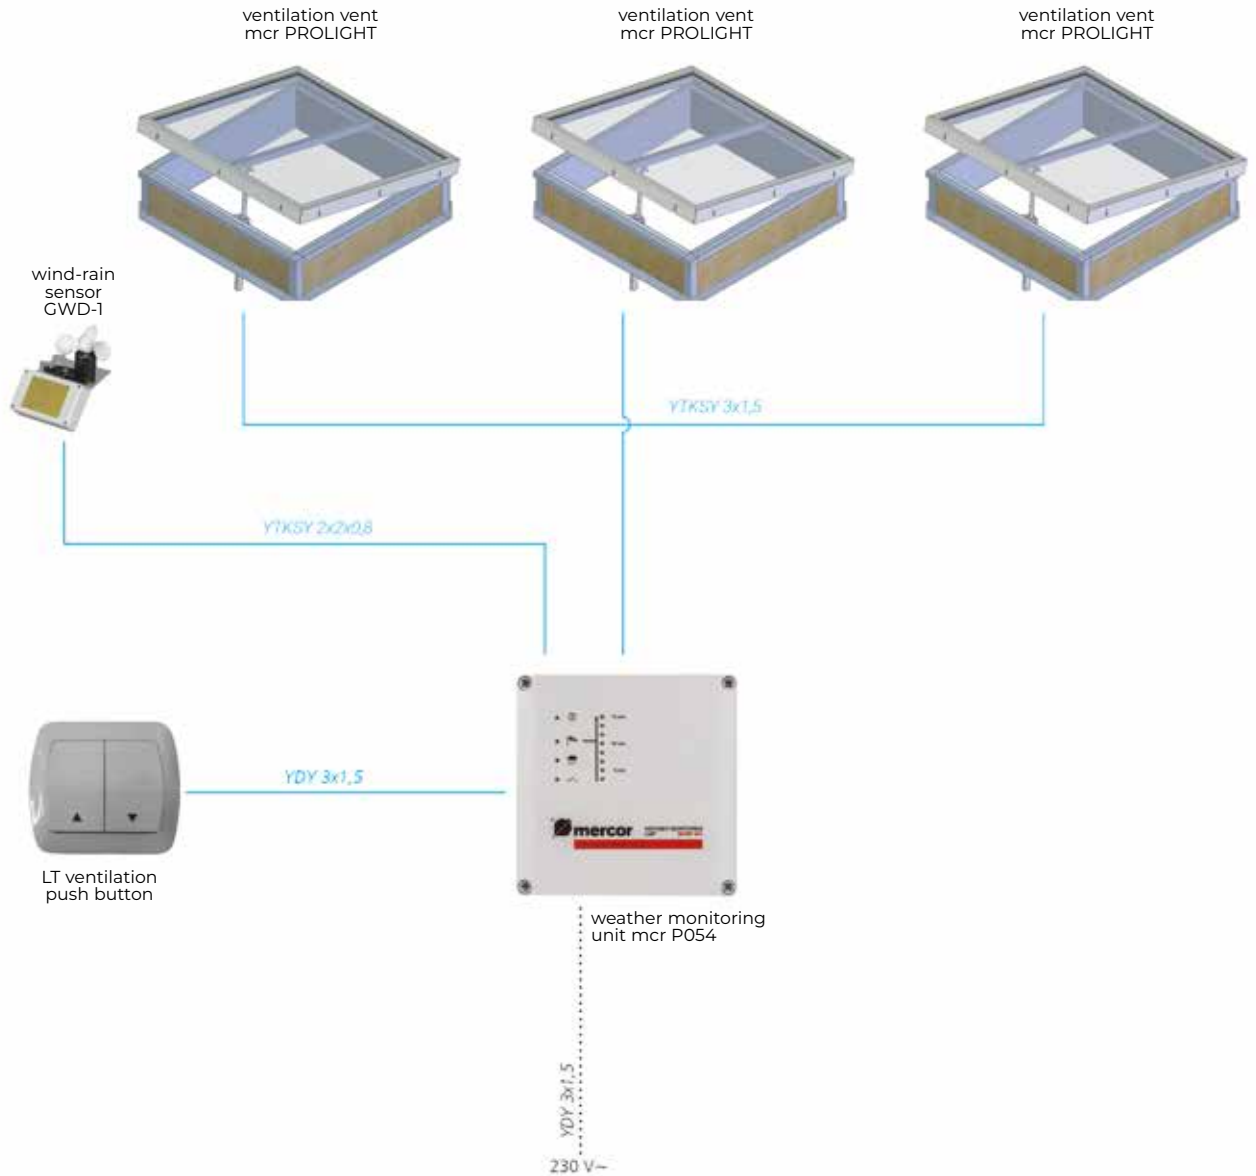 ventilation vent
mcr PROLIGHT
ventilation vent
mcr PROLIGHT
ventilation vent
mcr PROLIGHT
wind-rain
sensor
GWD-1
YTKSY 3x1,5
YTKSY 2x2x0,8
YDY 3x1,5
mercor
LT ventilation
push button
weather monitoring
unit mcr P054
YDY 3x1,5
230 V~